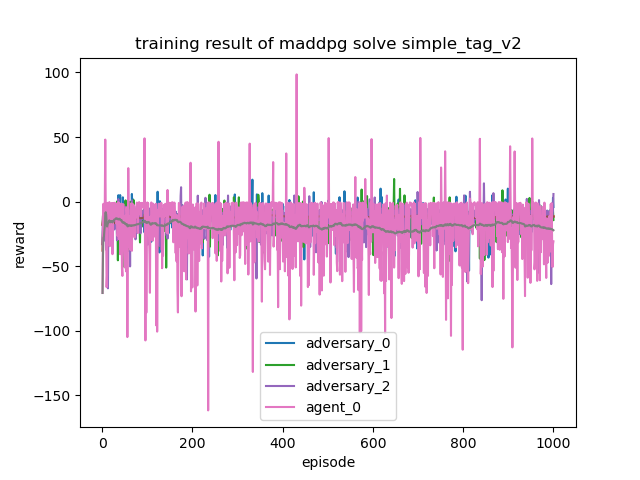 training result of maddpg solve simple_tag_v2
100
50
0
−50
−100
−150
reward
adversary_0
adversary_1
adversary_2
agent_0
0
200
400
600
800
1000
episode